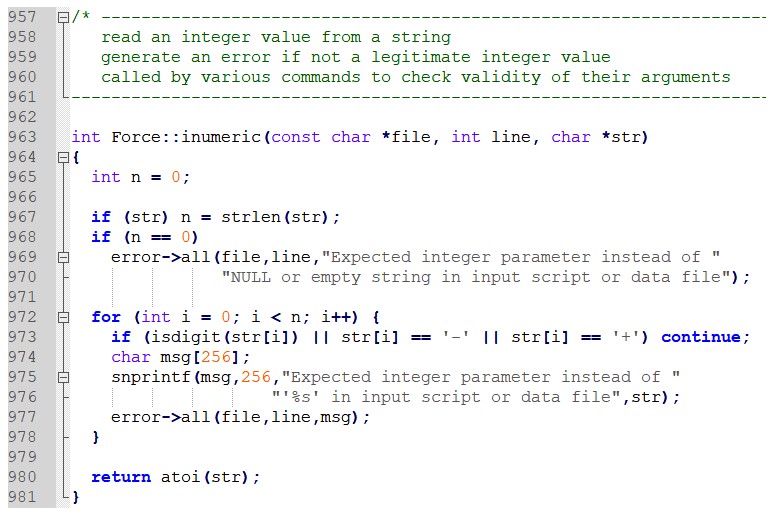 957 /* ----------------------------------------------------------------------
958    read an integer value from a string
959    generate an error if not a legitimate integer value
960    called by various commands to check validity of their arguments
961 ----------------------------------------------------------------------
962
963 int Force::inumeric(const char *file, int line, char *str)
964 {
965   int n = 0;
966
967   if (str) n = strlen(str);
968   if (n == 0)
969     error->all(file,line,"Expected integer parameter instead of "
970                "NULL or empty string in input script or data file");
971
972   for (int i = 0; i < n; i++) {
973     if (isdigit(str[i]) || str[i] == '-' || str[i] == '+') continue;
974     char msg[256];
975     snprintf(msg,256,"Expected integer parameter instead of "
976                     "'%s' in input script or data file",str);
977     error->all(file,line,msg);
978   }
979
980   return atoi(str);
981 }